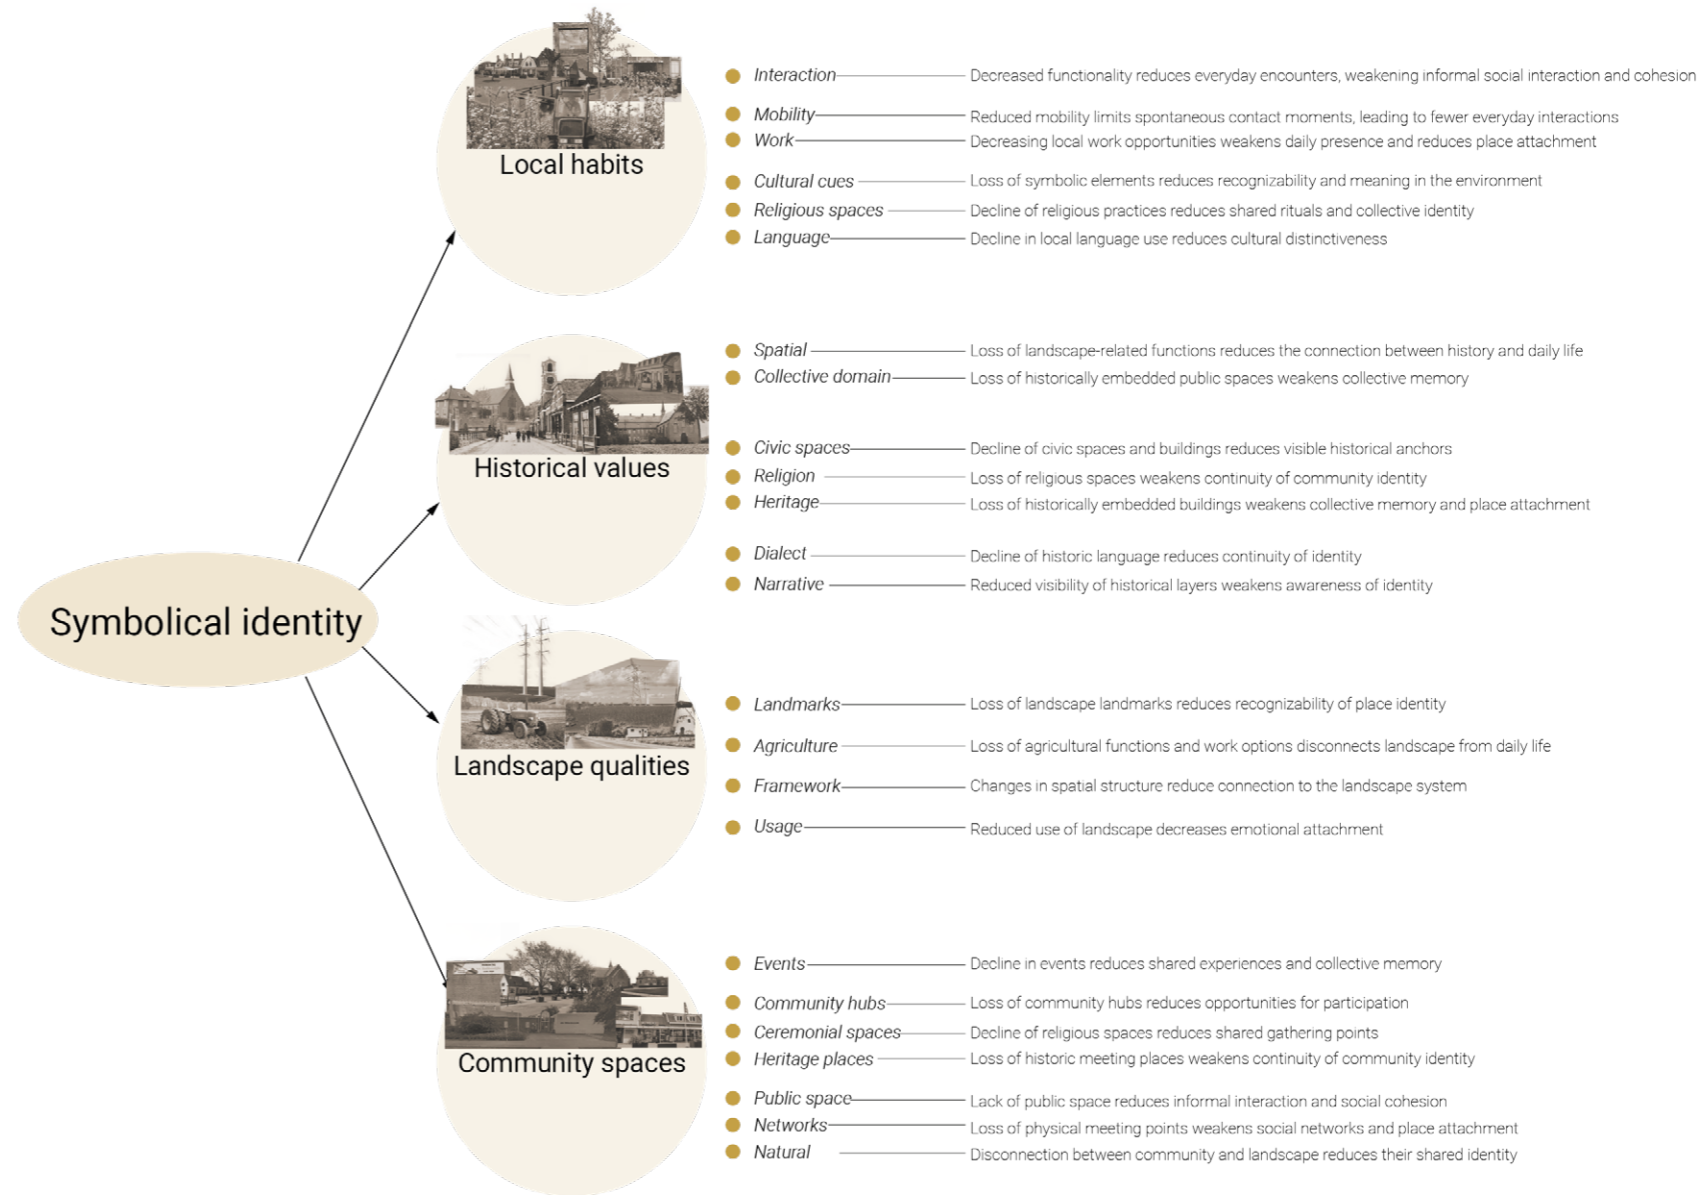 Symbolical identity
Local habits
Interaction Decreased functionality reduces everyday encounters, weakening informal social interaction and cohesion
Mobility Reduced mobility limits spontaneous contact moments, leading to fewer everyday interactions
Work Decreasing local work opportunities weakens daily presence and reduces place attachment
Cultural cues Loss of symbolic elements reduces recognizability and meaning in the environment
Religious spaces Decline of religious practices reduces shared rituals and collective identity
Language Decline in local language use reduces cultural distinctiveness
Historical values
Spatial Loss of landscape-related functions reduces the connection between history and daily life
Collective domain Loss of historically embedded public spaces weakens collective memory
Civic spaces Decline of civic spaces and buildings reduces visible historical anchors
Religion Loss of religious spaces weakens continuity of community identity
Heritage Loss of historically embedded buildings weakens collective memory and place attachment
Dialect Decline of historic language reduces continuity of identity
Narrative Reduced visibility of historical layers weakens awareness of identity
Landscape qualities
Landmarks Loss of landscape landmarks reduces recognizability of place identity
Agriculture Loss of agricultural functions and work options disconnects landscape from daily life
Framework Changes in spatial structure reduce connection to the landscape system
Usage Reduced use of landscape decreases emotional attachment
Community spaces
Events Decline in events reduces shared experiences and collective memory
Community hubs Loss of community hubs reduces opportunities for participation
Ceremonial spaces Decline of religious spaces reduces shared gathering points
Heritage places Loss of historic meeting places weakens continuity of community identity
Public space Lack of public space reduces informal interaction and social cohesion
Networks Loss of physical meeting points weakens social networks and place attachment
Natural Disconnection between community and landscape reduces their shared identity